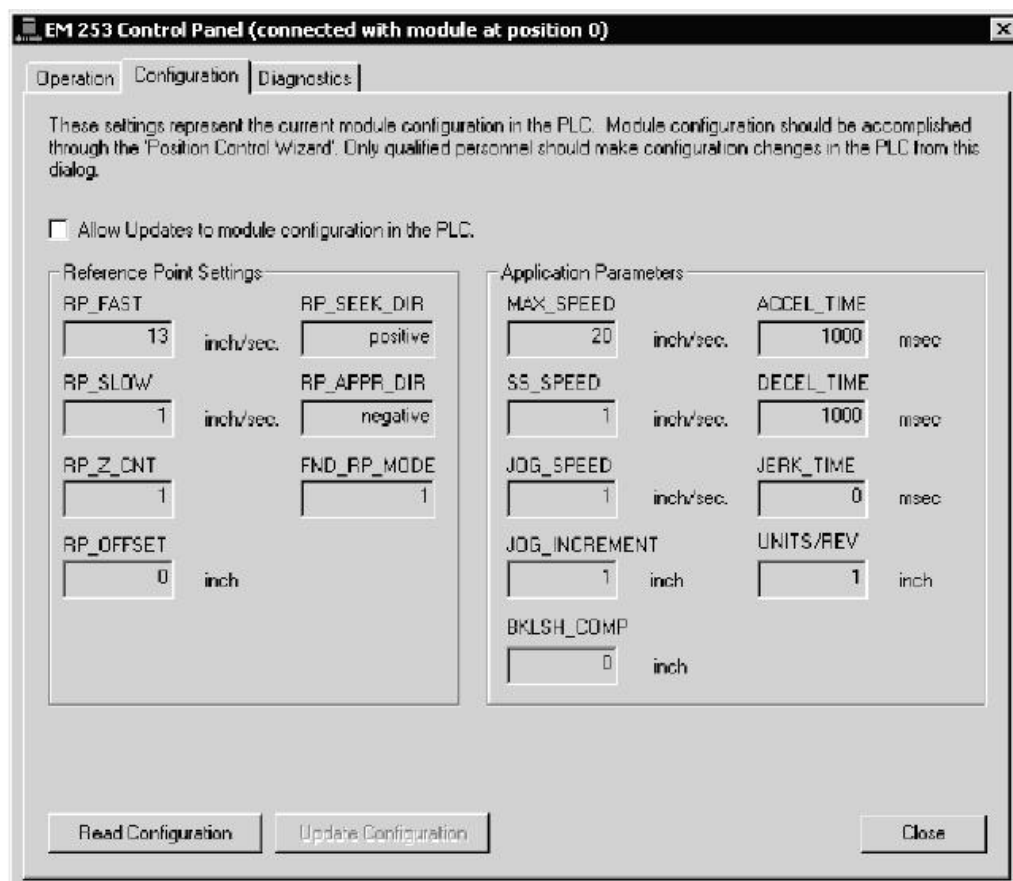 EM 253 Control Panel (connected with module at position 0)
Operation Configuration Diagnostics
These settings represent the current module configuration in the PLC. Module configuration should be accomplished
through the 'Position Control Wizard'. Only qualified personnel should make configuration changes in the PLC from this
dialog.
Allow Updates to module configuration in the PLC.
Reference Point Settings
RP_FAST RP_SEEK_DIR
13 inch/sec. positive
RP_SLOW RP_APPR_DIR
1 inch/sec. negative
RP_Z_CNT FND_RP_MODE
1 1
RP_OFFSET
0 inch
Application Parameters
MAX_SPEED ACCEL_TIME
20 inch/sec. 1000 msec
SS_SPEED DECEL_TIME
1 inch/sec. 1000 msec
JOG_SPEED JERK_TIME
1 inch/sec. 0 msec
JOG_INCREMENT UNITS/REV
1 inch 1 inch
BKLSH_COMP
0 inch
Read Configuration Update Configuration Close